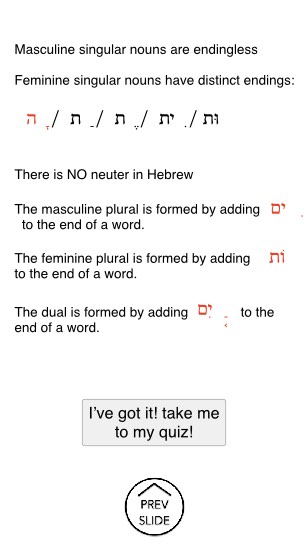 Masculine singular nouns are endingless
Feminine singular nouns have distinct endings:
ָה / ַת / ֶת / ִית / וּת
There is NO neuter in Hebrew
The masculine plural is formed by adding ִים
to the end of a word.
The feminine plural is formed by adding וֹת
to the end of a word.
The dual is formed by adding ַ֫יִם to the
end of a word.
I've got it! take me
to my quiz!
PREV
SLIDE